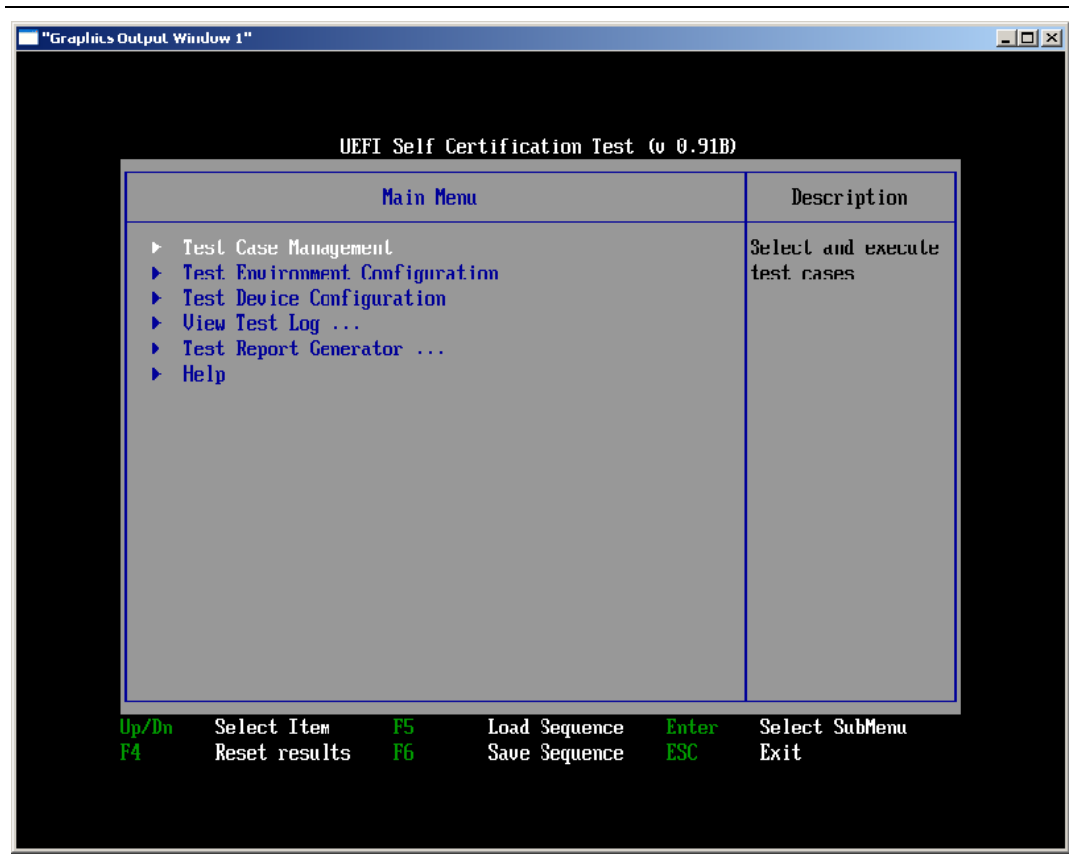 "Graphics Output Window 1"
UEFI Self Certification Test (v 0.91B)
Main Menu
Description
Test Case Management
Test Environment Configuration
Test Device Configuration
View Test Log ...
Test Report Generator ...
Help
Select and execute
test cases
Up/Dn Select Item F5 Load Sequence Enter Select SubMenu
F4 Reset results F6 Save Sequence ESC Exit